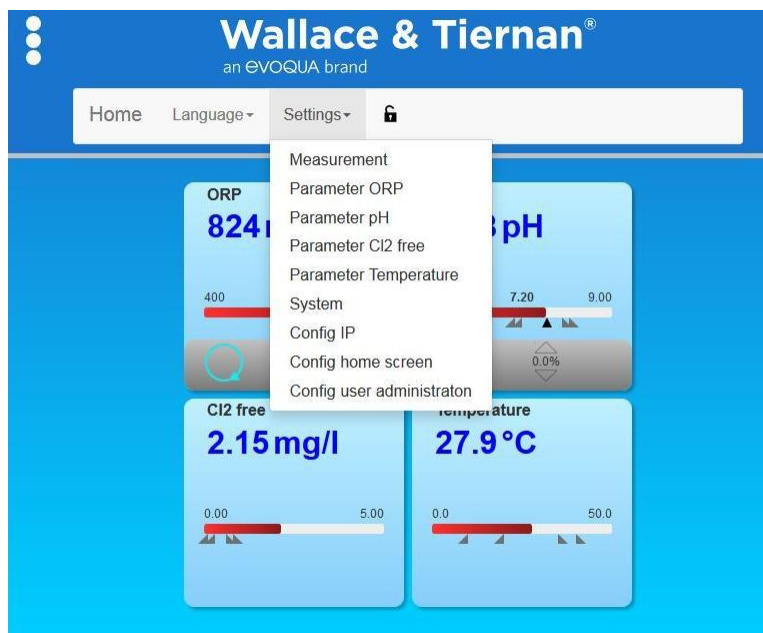 Wallace & Tiernan®
an evoqua brand
Home Language Settings
Measurement
Parameter ORP
Parameter pH
Parameter Cl2 free
Parameter Temperature
System
Config IP
Config home screen
Config user administraton
ORP
824
400
pH
7.20 9.00
0.0%
Cl2 free
2.15 mg/l
0.00 5.00
Temperature
27.9 °C
0.0 50.0